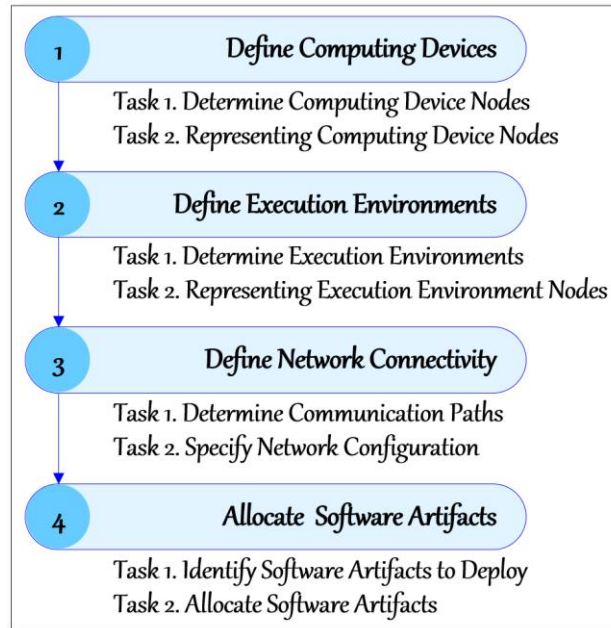 1 Define Computing Devices
Task 1. Determine Computing Device Nodes
Task 2. Representing Computing Device Nodes
2 Define Execution Environments
Task 1. Determine Execution Environments
Task 2. Representing Execution Environment Nodes
3 Define Network Connectivity
Task 1. Determine Communication Paths
Task 2. Specify Network Configuration
4 Allocate Software Artifacts
Task 1. Identify Software Artifacts to Deploy
Task 2. Allocate Software Artifacts